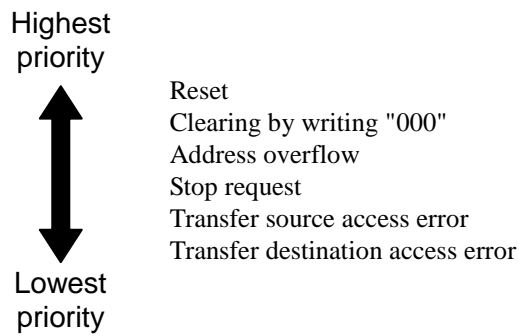 Highest
priority
Reset
Clearing by writing "000"
Address overflow
Stop request
Transfer source access error
Transfer destination access error
Lowest
priority